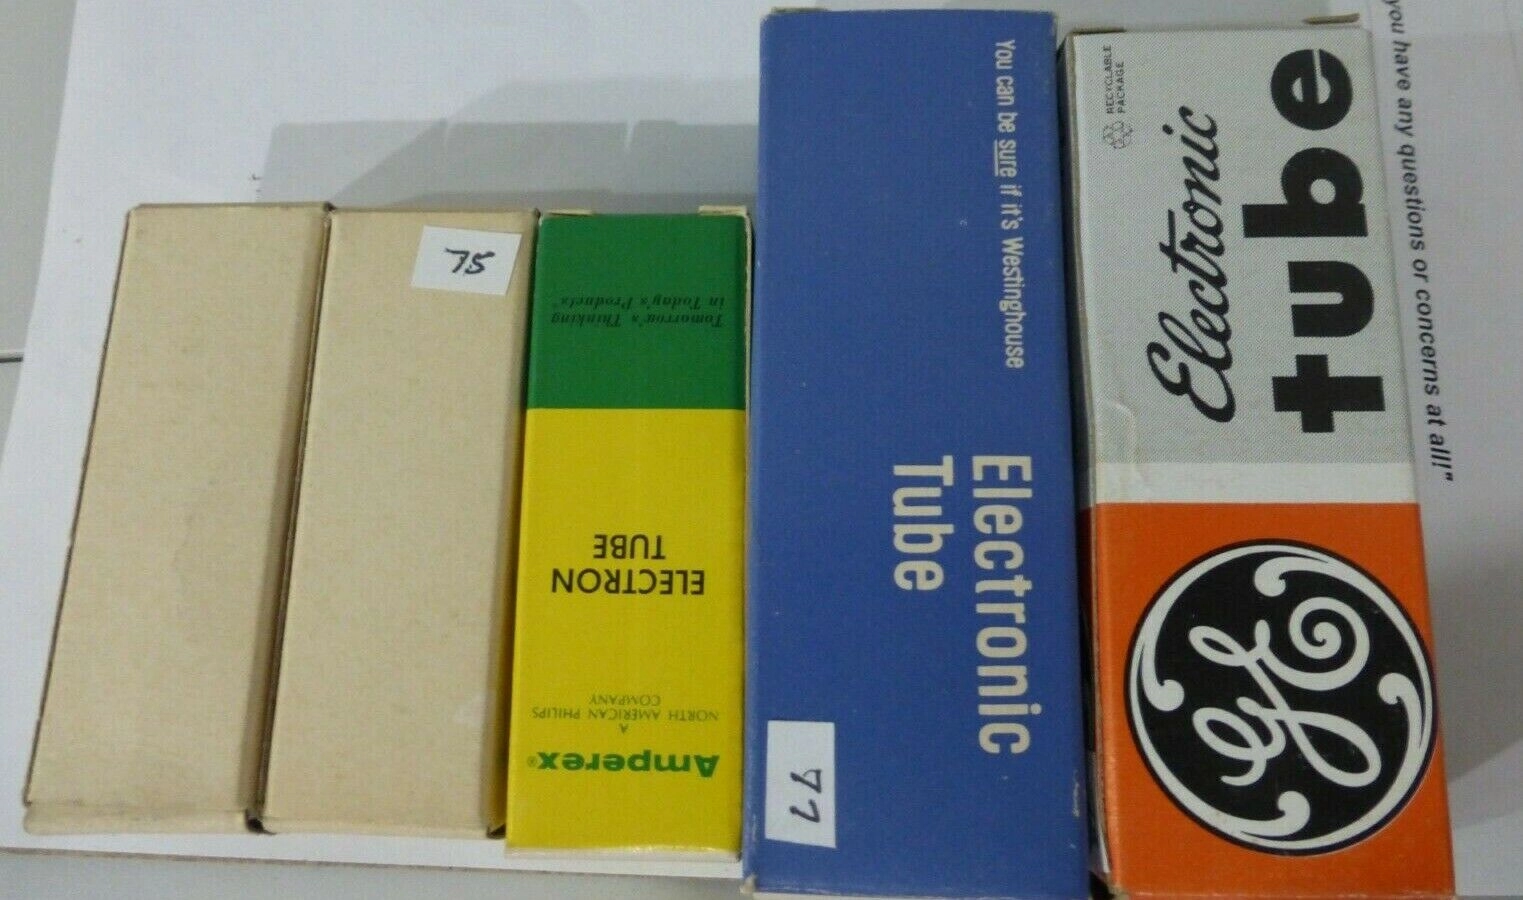 75
Tomorrow's Thinking
in Today's Products®
ELECTRON
TUBE
A
NORTH AMERICAN PHILIPS
COMPANY
Amperex®
You can be sure if it's Westinghouse
Electronic
Tube
77
RECYCLABLE
PACKAGE
Electronic
tube
GE
you have any questions or concerns at all!"